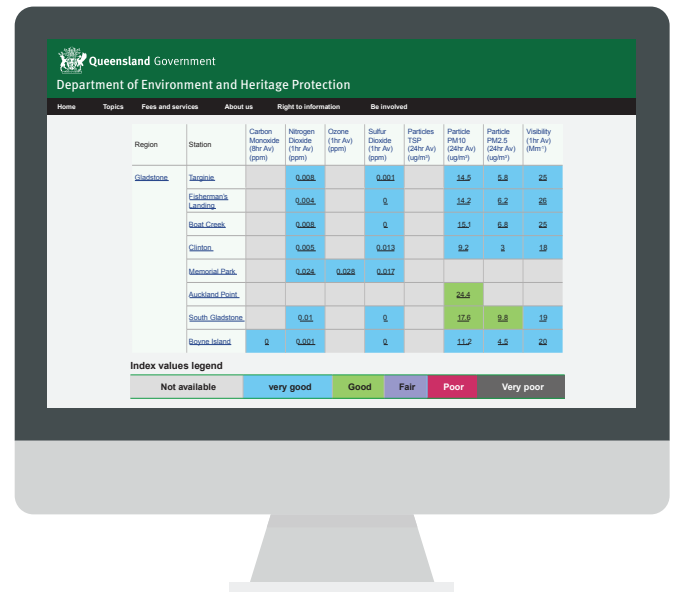 Queensland Government
Department of Environment and Heritage Protection
Home Topics Fees and services About us Right to information Be involved
Region Station Carbon Monoxide (8hr Av) (ppm) Nitrogen Dioxide (1hr Av) (ppm) Ozone (1hr Av) (ppm) Sulfur Dioxide (1hr Av) (ppm) Particles TSP (24hr Av) (ug/m³) Particle PM10 (24hr Av) (ug/m³) Particle PM2.5 (24hr Av) (ug/m³) Visibility (1hr Av) (Mm⁻¹)
Gladstone Targinie 0.008 0.001 14.5 5.8 25
Fisherman's Landing 0.004 0 14.2 6.2 26
Boat Creek 0.008 0 15.1 6.8 25
Clinton 0.005 0.013 9.2 3 18
Memorial Park 0.024 0.028 0.017
Auckland Point 24.4
South Gladstone 0.01 0 17.6 9.8 19
Boyne Island 0 0.001 0 11.2 4.5 20
Index values legend
Not available very good Good Fair Poor Very poor